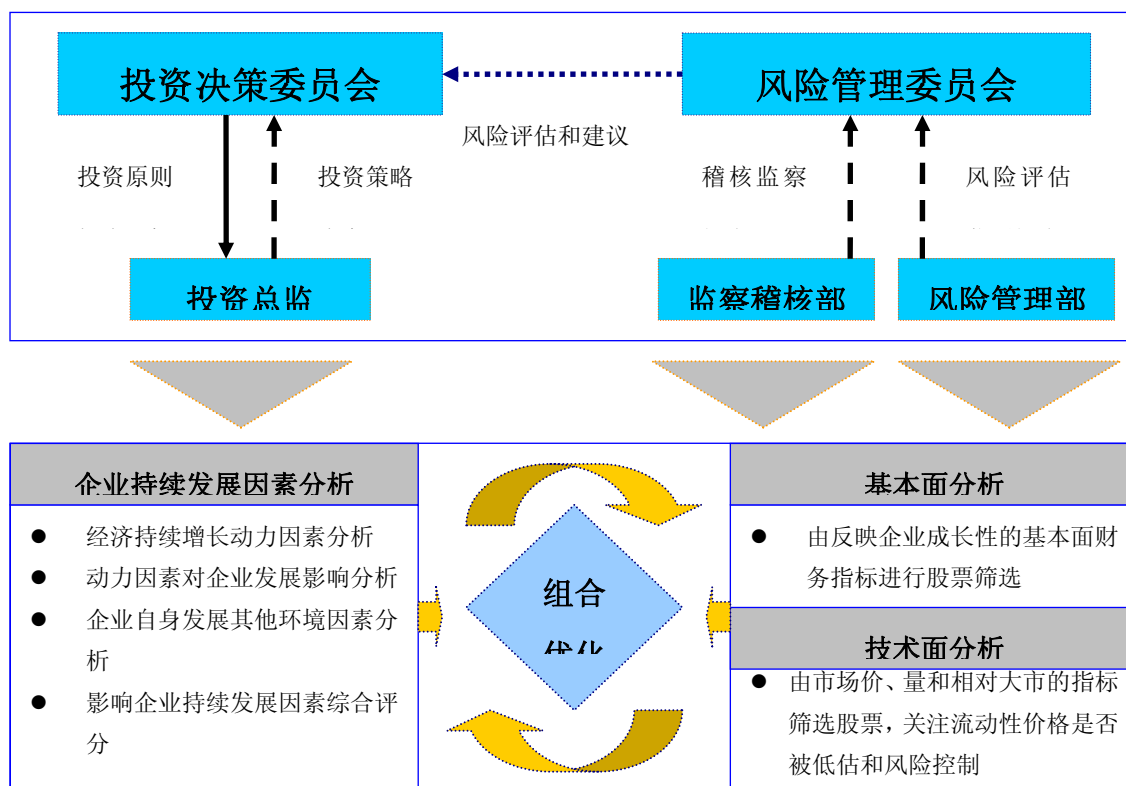 投资决策委员会
风险管理委员会
风险评估和建议
投资原则
投资策略
稽核监察
风险评估
投资总监
监察稽核部
风险管理部
企业持续发展因素分析
● 经济持续增长动力因素分析
● 动力因素对企业发展影响分析
● 企业自身发展其他环境因素分
析
● 影响企业持续发展因素综合评
分
组合
优化
基本面分析
● 由反映企业成长性的基本面财
务指标进行股票筛选
技术面分析
● 由市场价、量和相对大市的指标
筛选股票，关注流动性价格是否
被低估和风险控制